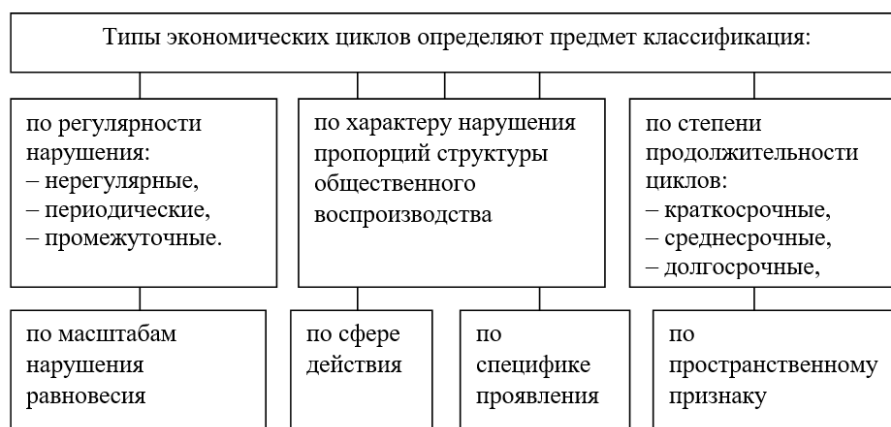 Типы экономических циклов определяют предмет классификация:
по регулярности
нарушения:
– нерегулярные,
– периодические,
– промежуточные.
по характеру нарушения
пропорций структуры
общественного
воспроизводства
по степени
продолжительности
циклов:
– краткосрочные,
– среднесрочные,
– долгосрочные,
по масштабам
нарушения
равновесия
по сфере
действия
по
специфике
проявления
по
пространственному
признаку